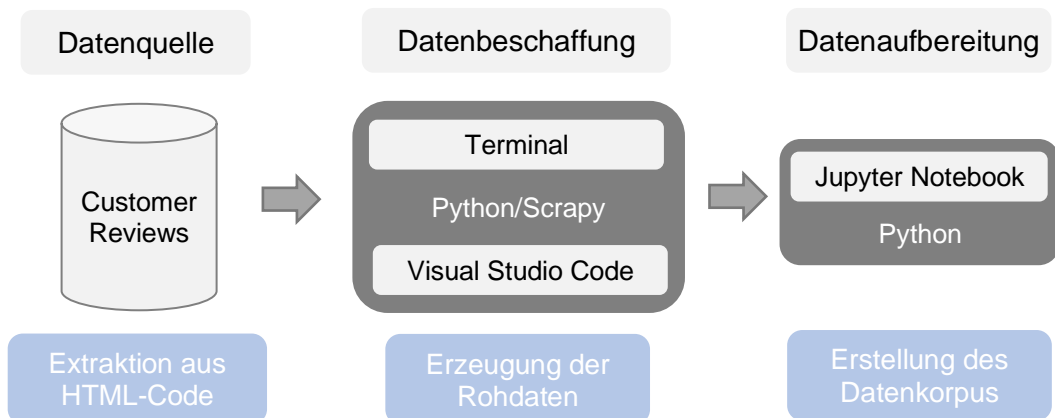 Datenquelle
Datenbeschaffung
Datenaufbereitung
Customer
Reviews
Terminal
Python/Scrapy
Visual Studio Code
Jupyter Notebook
Python
Extraktion aus
HTML-Code
Erzeugung der
Rohdaten
Erstellung des
Datenkorpus